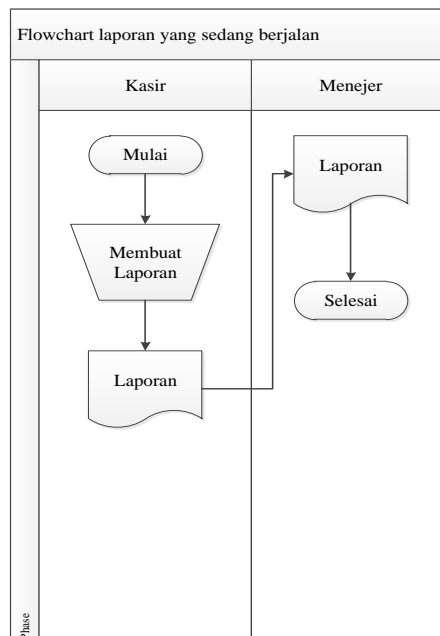 Flowchart laporan yang sedang berjalan
Kasir
Menejer
Mulai
Membuat
Laporan
Laporan
Laporan
Selesai
Phase